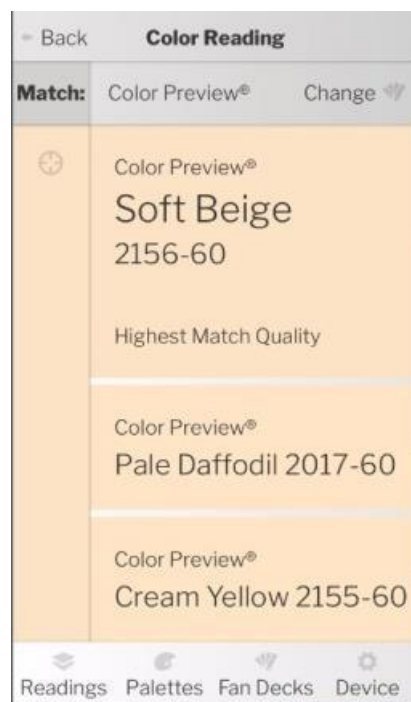 Back
Color Reading
Match:
Color Preview®
Change
Color Preview®
Soft Beige
2156-60
Highest Match Quality
Color Preview®
Pale Daffodil 2017-60
Color Preview®
Cream Yellow 2155-60
Readings
Palettes
Fan Decks
Device